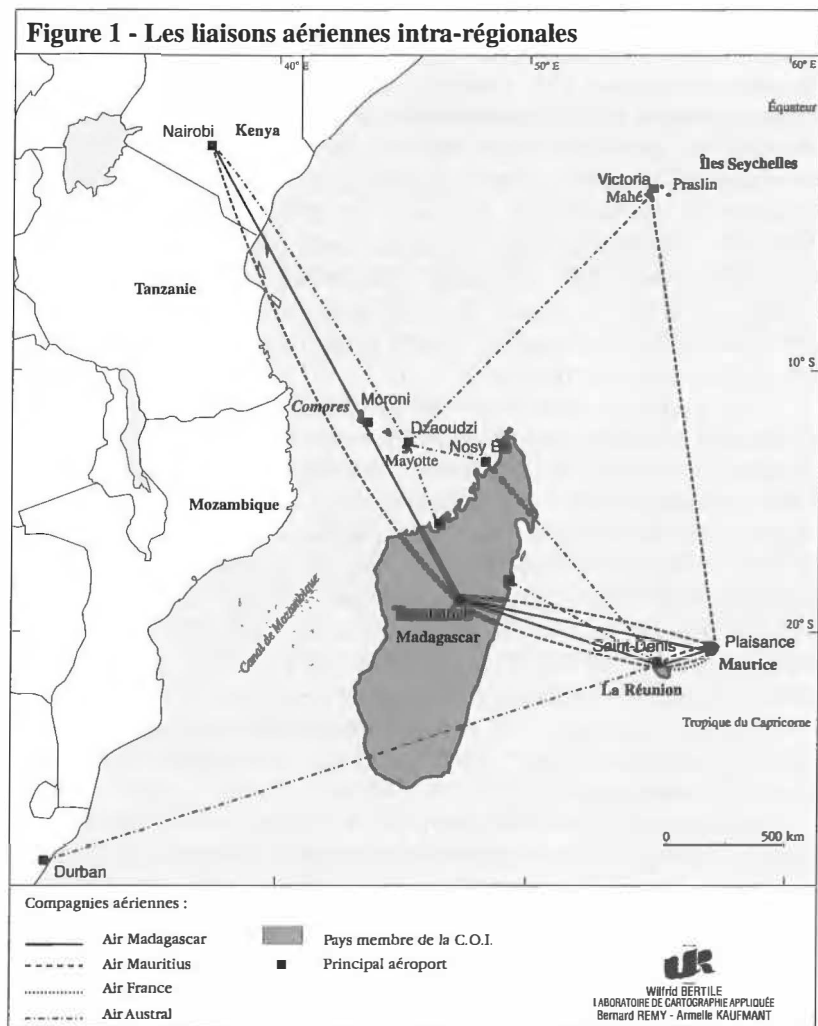 Figure 1 - Les liaisons aériennes intra-régionales
40° E
50° E
60° E
Équateur
Nairobi
Kenya
Îles Seychelles
Victoria
Praslin
Mahé
Tanzanie
10° S
Comores
Moroni
Dzaoudzi
Mayotte
Nosy B
Mozambique
Canal de Mozambique
Madagascar
20° S
Saint-Denis
Plaisance
Maurice
La Réunion
Tropique du Capricorne
0 500 km
Durban
Compagnies aériennes :
Air Madagascar
Air Mauritius
Air France
Air Austral
Pays membre de la C.O.I.
Principal aéroport
Wilfrid BERTILE
LABORATOIRE DE CARTOGRAPHIE APPLIQUÉE
Bernard REMY - Armelle KAUFMANT